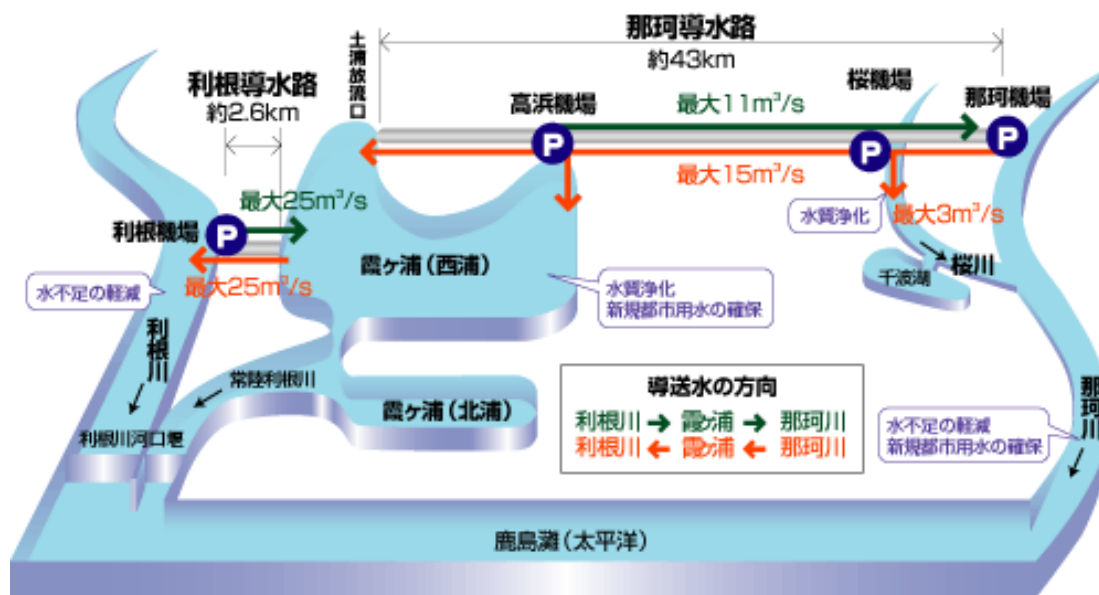 那珂導水路
約43km
土浦放流口
利根導水路
約2.6km
高浜機場
最大11m³/s
桜機場
那珂機場
P
P
P
最大15m³/s
最大25m³/s
水質浄化
最大3m³/s
利根機場
P
霞ヶ浦(西浦)
桜川
千波湖
最大25m³/s
水不足の軽減
水質浄化
新規都市用水の確保
利根川
常陸利根川
導送水の方向
利根川 → 霞ヶ浦 → 那珂川
利根川 ← 霞ヶ浦 ← 那珂川
那珂川
霞ヶ浦(北浦)
水不足の軽減
新規都市用水の確保
利根川河口堰
鹿島灘(太平洋)